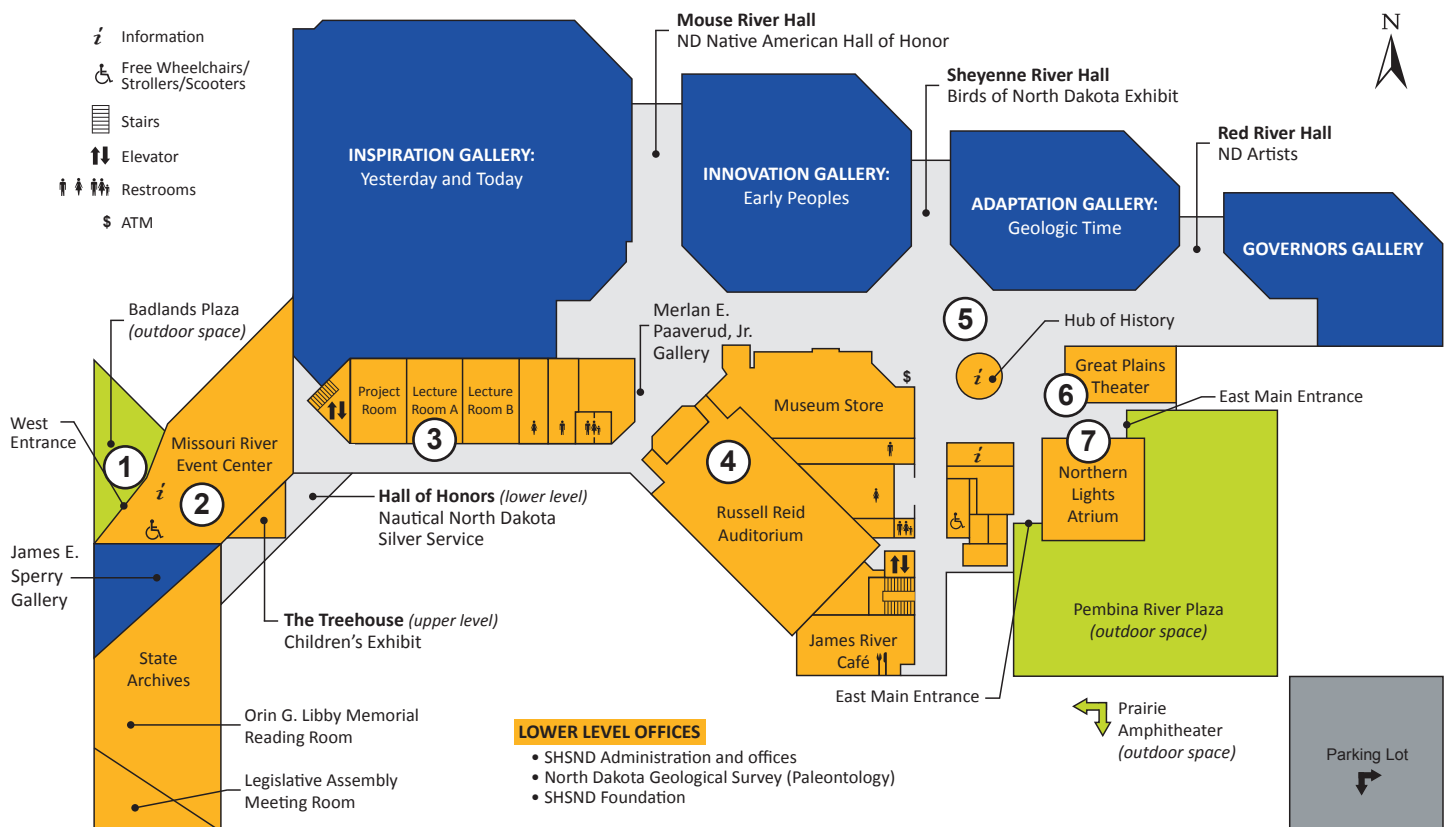 i Information
Free Wheelchairs/
Strollers/Scooters
Stairs
Elevator
Restrooms
$ ATM
Mouse River Hall
ND Native American Hall of Honor
Sheyenne River Hall
Birds of North Dakota Exhibit
Red River Hall
ND Artists
N
INSPIRATION GALLERY:
Yesterday and Today
INNOVATION GALLERY:
Early Peoples
ADAPTATION GALLERY:
Geologic Time
GOVERNORS GALLERY
Badlands Plaza
(outdoor space)
West
Entrance
1
Missouri River
Event Center
i
2
James E.
Sperry
Gallery
Project
Room
Lecture
Room A
Lecture
Room B
3
Merlan E.
Paaverud, Jr.
Gallery
Hall of Honors (lower level)
Nautical North Dakota
Silver Service
The Treehouse (upper level)
Children's Exhibit
State
Archives
Orin G. Libby Memorial
Reading Room
Legislative Assembly
Meeting Room
$
Museum Store
4
Russell Reid
Auditorium
James River
Café
5
i
Hub of History
Great Plains
Theater
6
East Main Entrance
7
Northern
Lights
Atrium
i
Pembina River Plaza
(outdoor space)
East Main Entrance
Prairie
Amphitheater
(outdoor space)
Parking Lot
LOWER LEVEL OFFICES
• SHSND Administration and offices
• North Dakota Geological Survey (Paleontology)
• SHSND Foundation